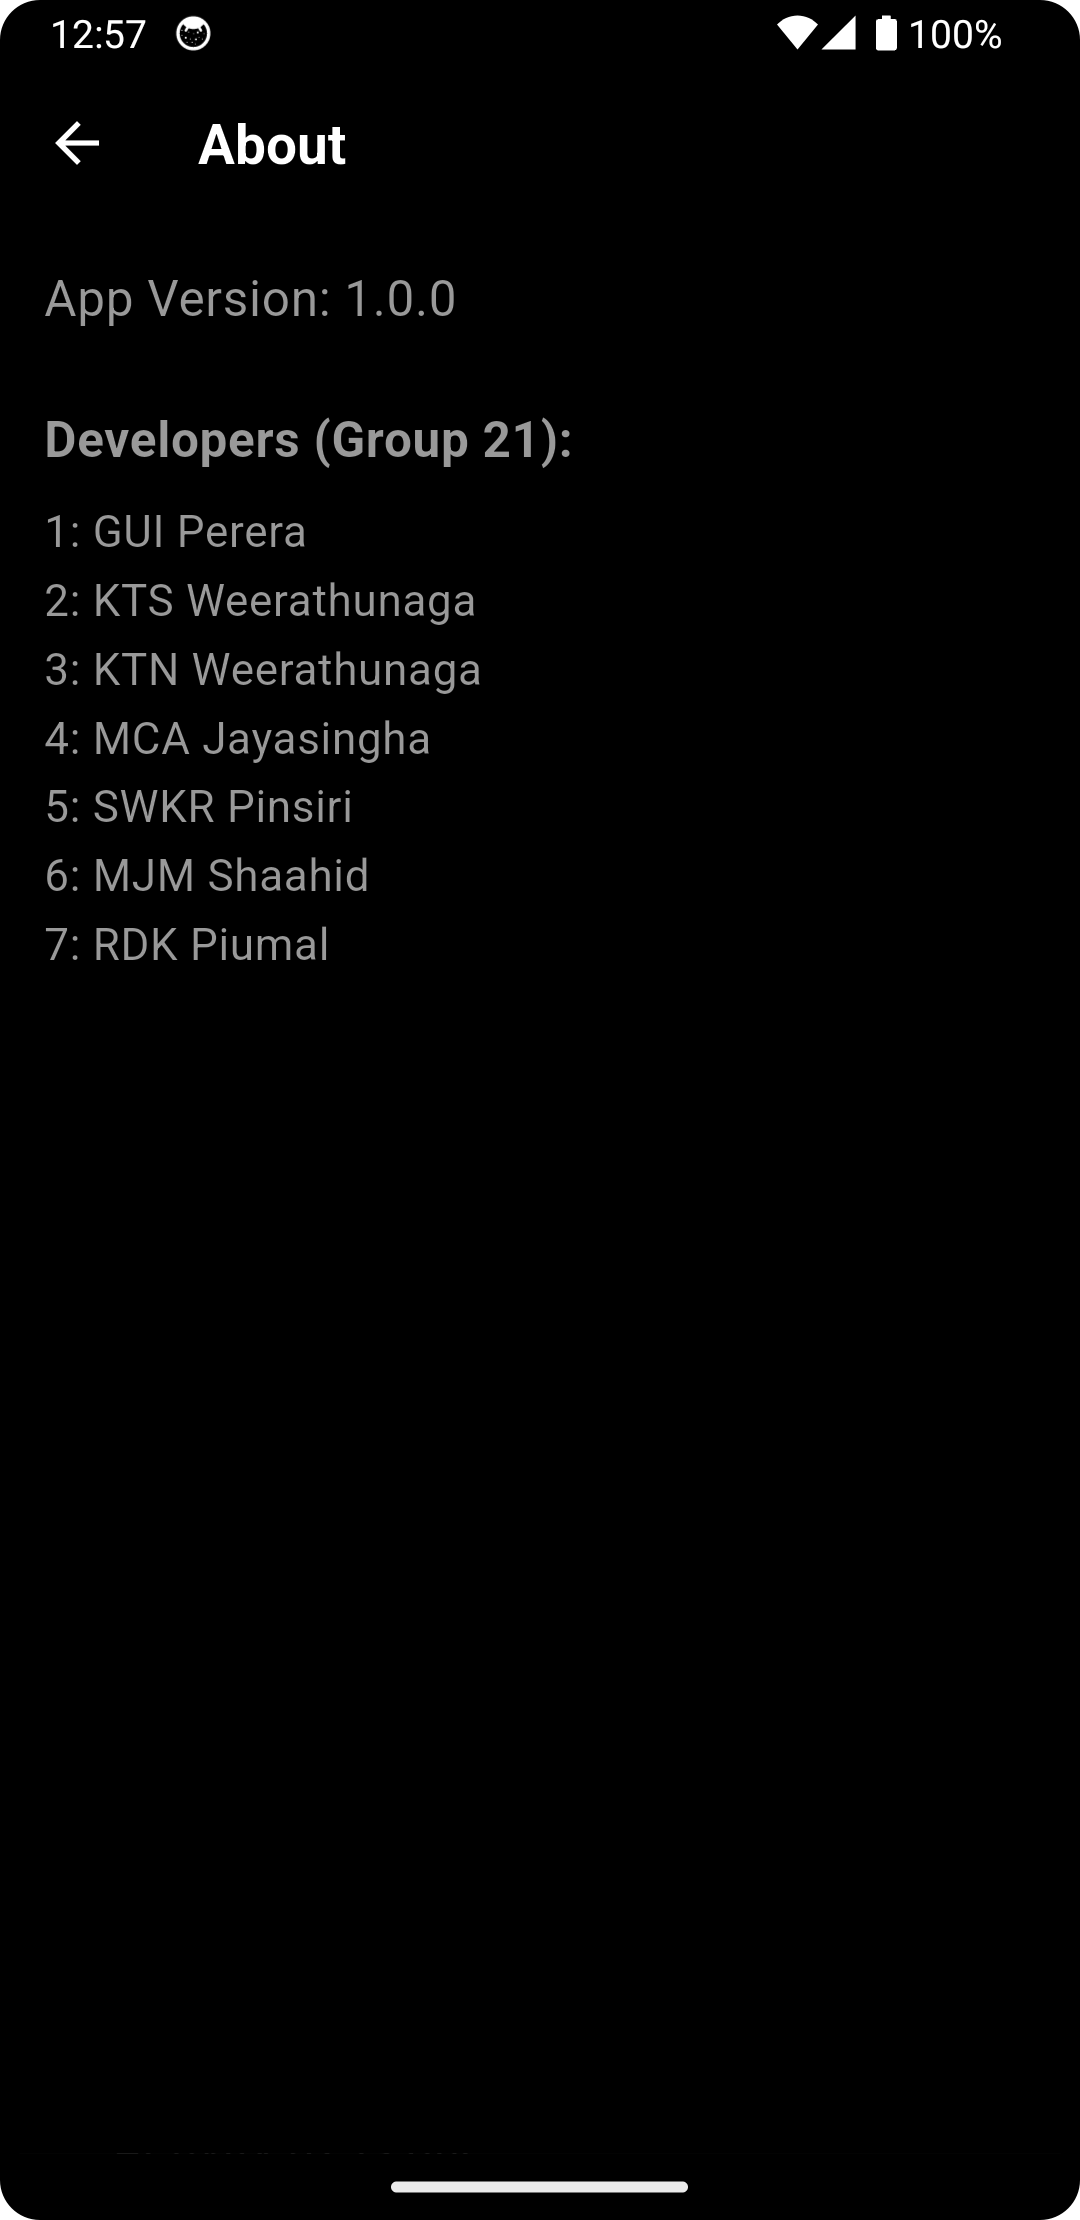 12:57 100%
About
App Version: 1.0.0
Developers (Group 21):
1: GUI Perera
2: KTS Weerathunaga
3: KTN Weerathunaga
4: MCA Jayasingha
5: SWKR Pinsiri
6: MJM Shaahid
7: RDK Piumal